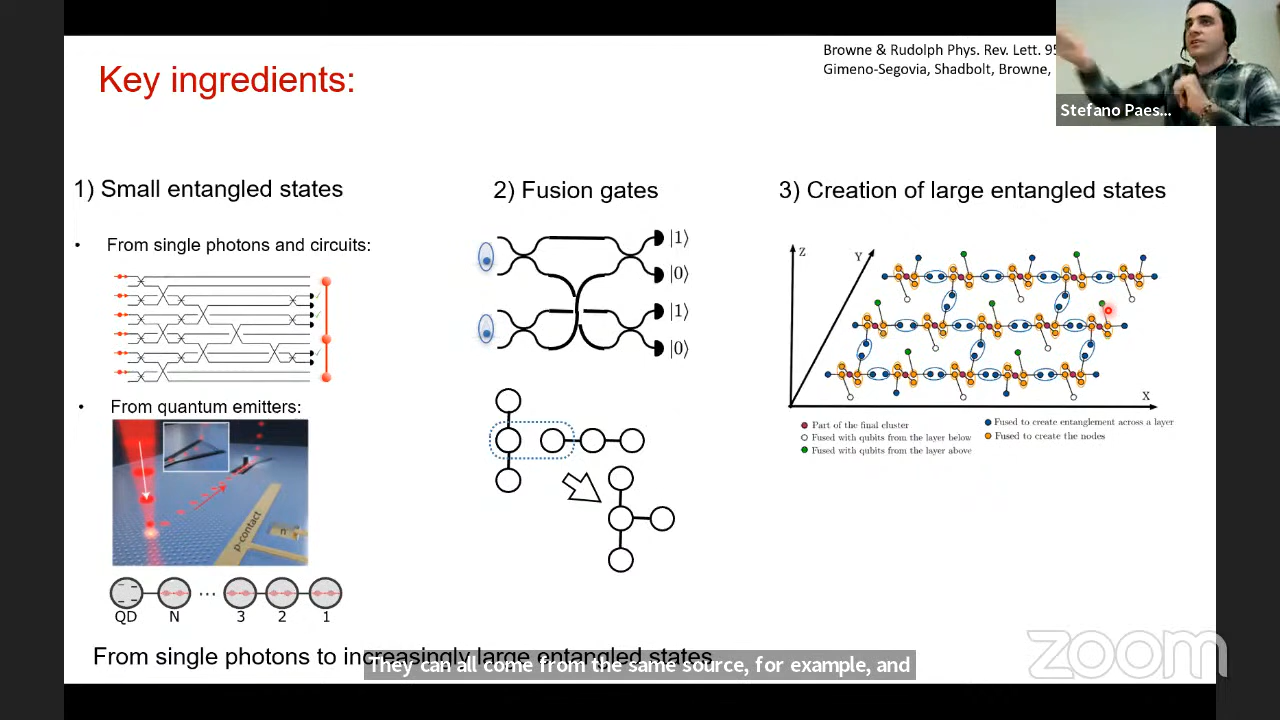 Browne & Rudolph Phys. Rev. Lett. 95
Gimeno-Segovia, Shadbolt, Browne,
Stefano Paes...
Key ingredients:
1) Small entangled states
• From single photons and circuits:
• From quantum emitters:
p-contact
n
QD N ... 3 2 1
2) Fusion gates
|1⟩
|0⟩
|1⟩
|0⟩
3) Creation of large entangled states
Z
Y
X
Part of the final cluster
Fused with qubits from the layer below
Fused with qubits from the layer above
Fused to create entanglement across a layer
Fused to create the nodes
From single photons to increasingly large entangled states
They can all come from the same source, for example, and
zoom